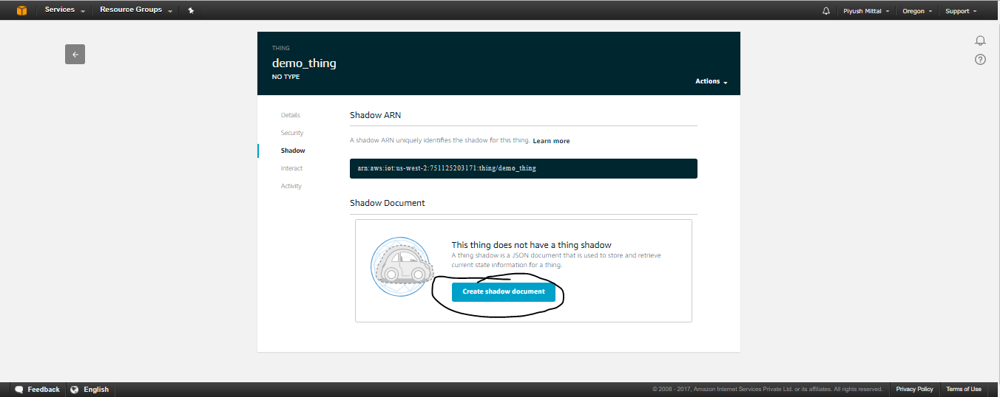 Services Resource Groups Piyush Mittal Oregon Support
THING
demo_thing
NO TYPE
Actions
Details
Security
Shadow
Interact
Activity
Shadow ARN
A shadow ARN uniquely identifies the shadow for this thing. Learn more
arn:aws:iot:us-west-2:751125203171:thing/demo_thing
Shadow Document
This thing does not have a thing shadow
A thing shadow is a JSON document that is used to store and retrieve
current state information for a thing.
Create shadow document
Feedback English © 2008 - 2017, Amazon Internet Services Private Ltd. or its affiliates. All rights reserved. Privacy Policy Terms of Use